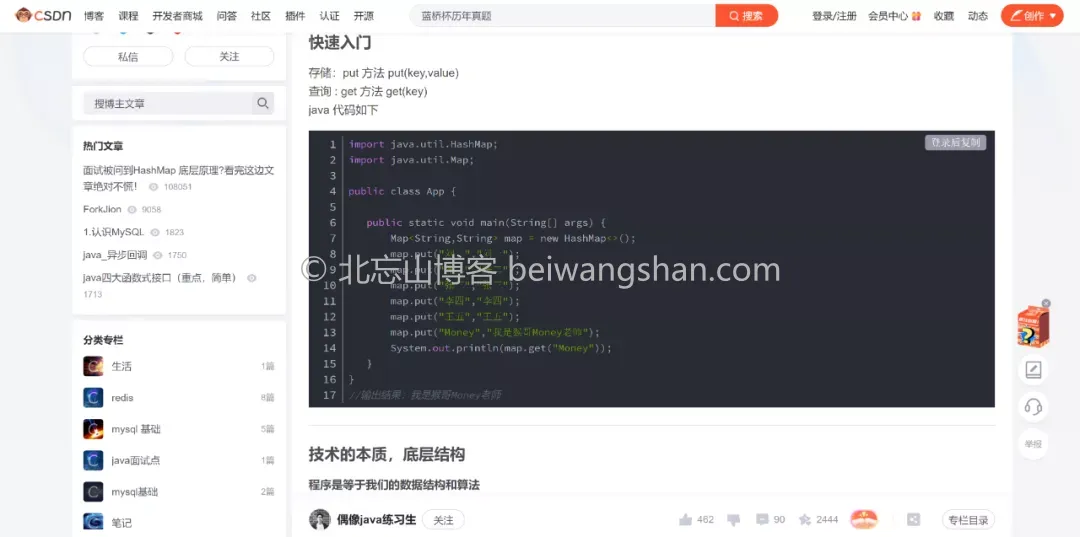 CSDN 博客 课程 开发者商城 问答 社区 插件 认证 开源 蓝桥杯历年真题 搜索 登录/注册 会员中心 收藏 动态 创作
私信 关注
搜博主文章
热门文章
面试被问到HashMap 底层原理?看完这边文
章绝对不慌! 108051
ForkJion 9056
1.认识MySQL 1823
java_异步回调 1750
java四大函数式接口（重点，简单）
1713
分类专栏
生活 1篇
redis 8篇
mysql 基础 5篇
java面试点 1篇
mysql基础 2篇
笔记
快速入门
存储：put 方法 put(key,value)
查询 : get 方法 get(key)
java 代码如下
登录后复制
1 import java.util.HashMap;
2 import java.util.Map;
3
4 public class App {
5
6 public static void main(String[] args) {
7 Map<String,String> map = new HashMap<>();
8 map.put(
9 map.put(
10 map.put(
11 map.put("李四","李四");
12 map.put("王五","王五");
13 map.put("Money","我是猴哥Money老师");
14 System.out.println(map.get("Money"));
15 }
16 }
17 //输出结果：我是猴哥Money老师
© 北忘山博客 beiwangshan.com
技术的本质，底层结构
程序是等于我们的数据结构和算法
偶像java练习生 关注 462 90 2444 专栏目录
举报